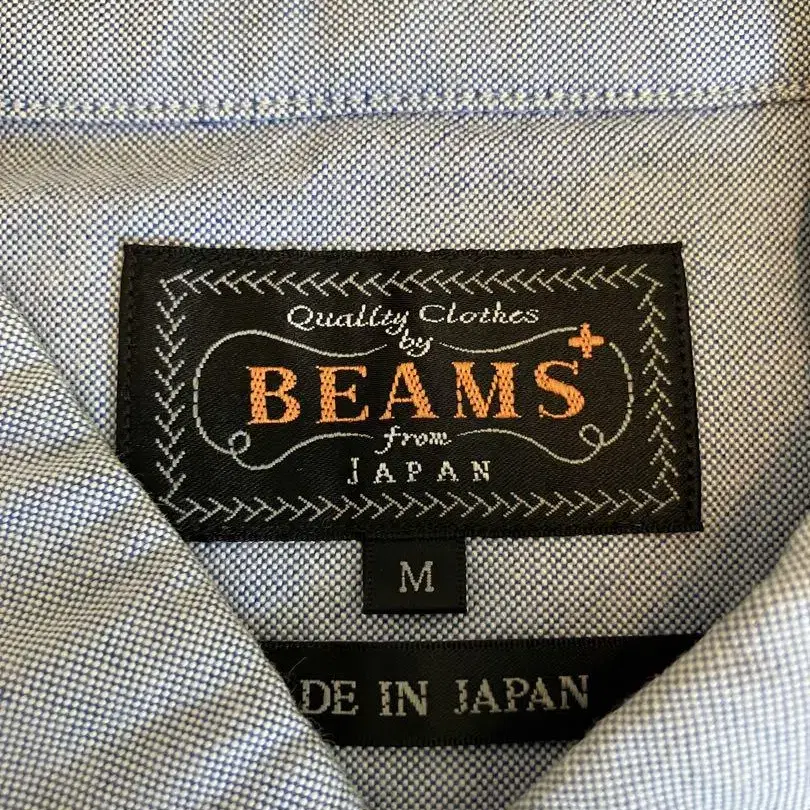 Quality Clothes
by
BEAMS+
from
JAPAN
M
DE IN JAPAN